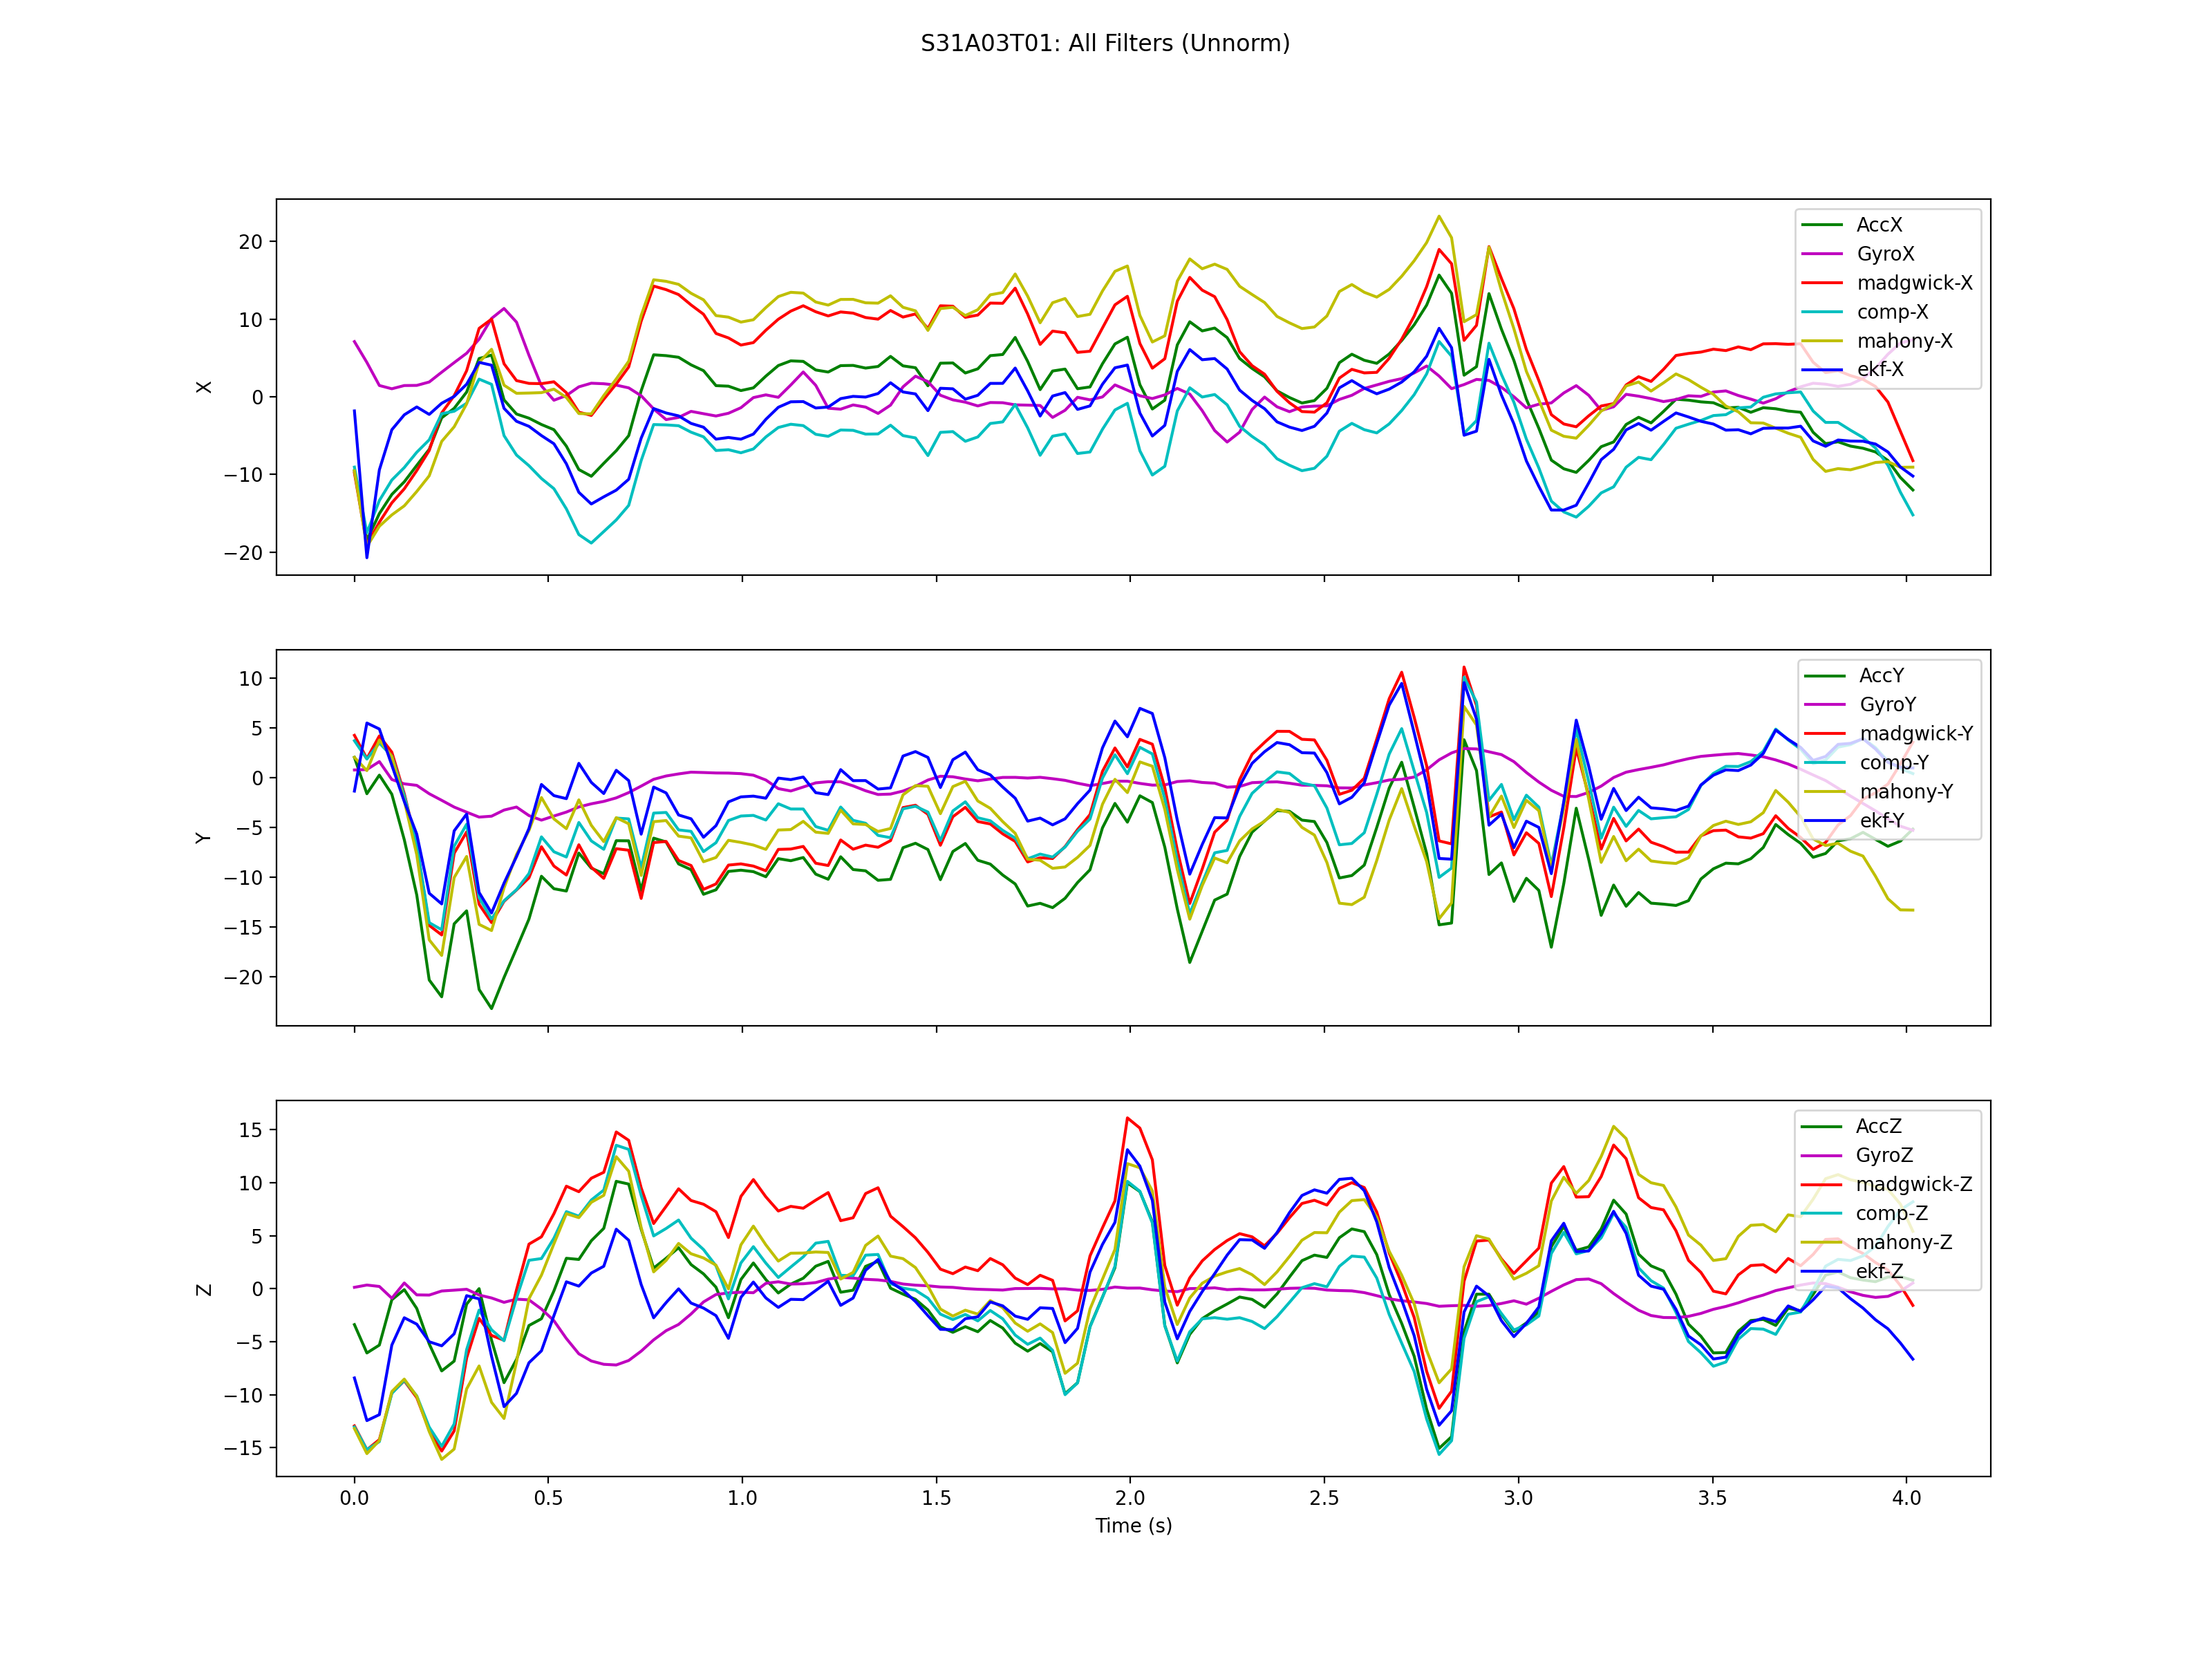 S31A03T01: All Filters (Unnorm)
X
20
10
0
−10
−20
AccX
GyroX
madgwick-X
comp-X
mahony-X
ekf-X
Y
10
5
0
−5
−10
−15
−20
AccY
GyroY
madgwick-Y
comp-Y
mahony-Y
ekf-Y
Z
15
10
5
0
−5
−10
−15
AccZ
GyroZ
madgwick-Z
comp-Z
mahony-Z
ekf-Z
0.0 0.5 1.0 1.5 2.0 2.5 3.0 3.5 4.0
Time (s)